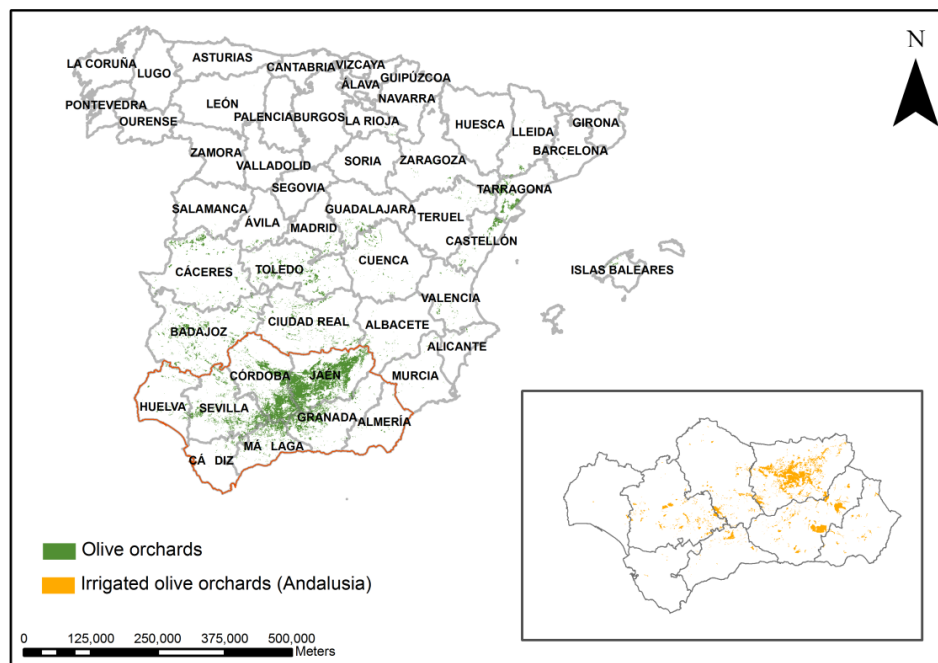 N
LA CORUÑA
LUGO
ASTURIAS
CANTABRIA
VIZCAYA
GUIPÚZCOA
ÁLAVA
NAVARRA
PONTEVEDRA
OURENSE
LEÓN
PALENCIA
BURGOS
LA RIOJA
HUESCA
LLEIDA
GIRONA
BARCELONA
ZAMORA
VALLADOLID
SORIA
ZARAGOZA
SEGOVIA
TARRAGONA
SALAMANCA
ÁVILA
MADRID
GUADALAJARA
TERUEL
CASTELLÓN
CÁCERES
TOLEDO
CUENCA
ISLAS BALEARES
VALENCIA
BADAJOZ
CIUDAD REAL
ALBACETE
ALICANTE
CÓRDOBA
JAÉN
MURCIA
HUELVA
SEVILLA
GRANADA
ALMERÍA
MÁ LAGA
CÁ DIZ
Olive orchards
Irrigated olive orchards (Andalusia)
0 125,000 250,000 375,000 500,000
Meters